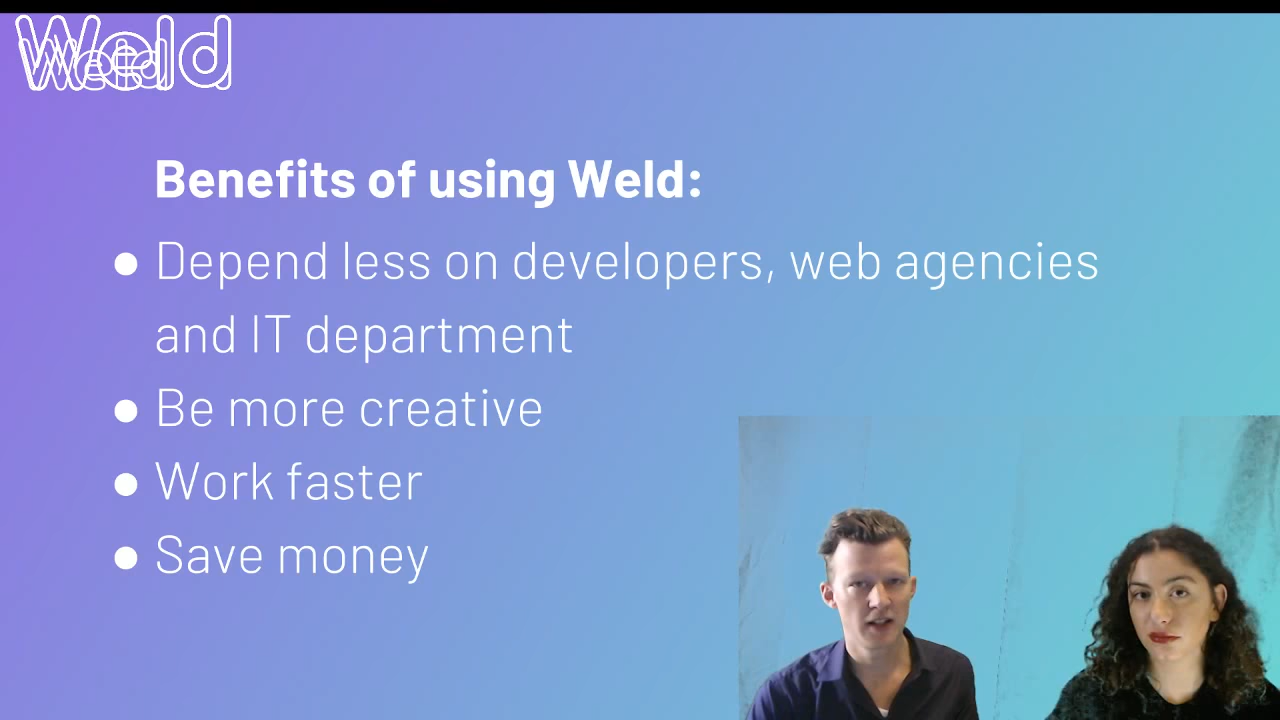 Weld
Weld
Benefits of using Weld:
● Depend less on developers, web agencies
and IT department
● Be more creative
● Work faster
● Save money